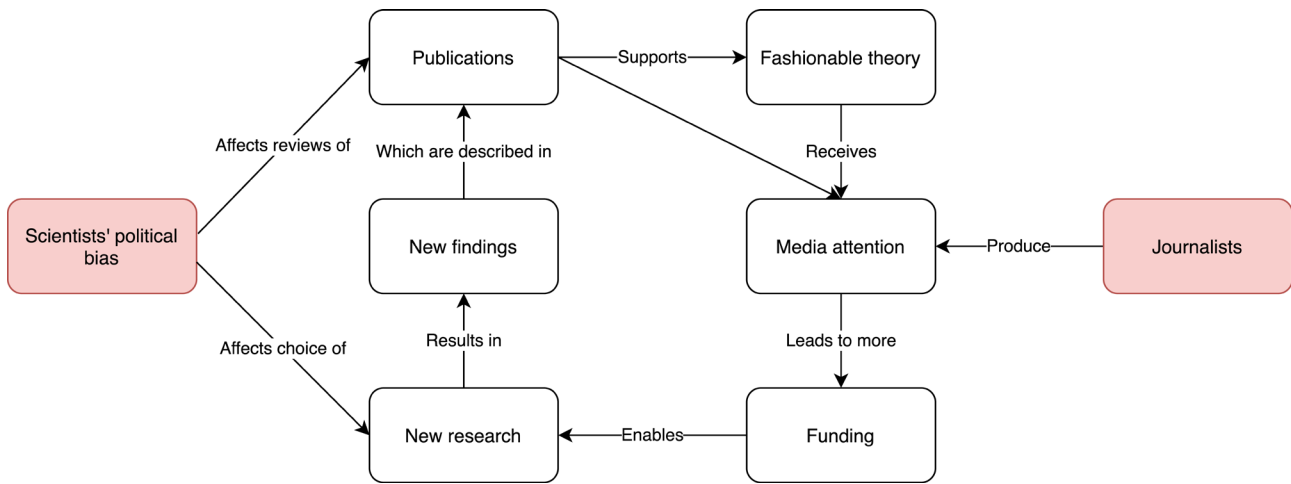 Publications
Supports
Fashionable theory
Affects reviews of
Which are described in
Receives
Scientists' political
bias
New findings
Media attention
Produce
Journalists
Affects choice of
Results in
Leads to more
New research
Enables
Funding